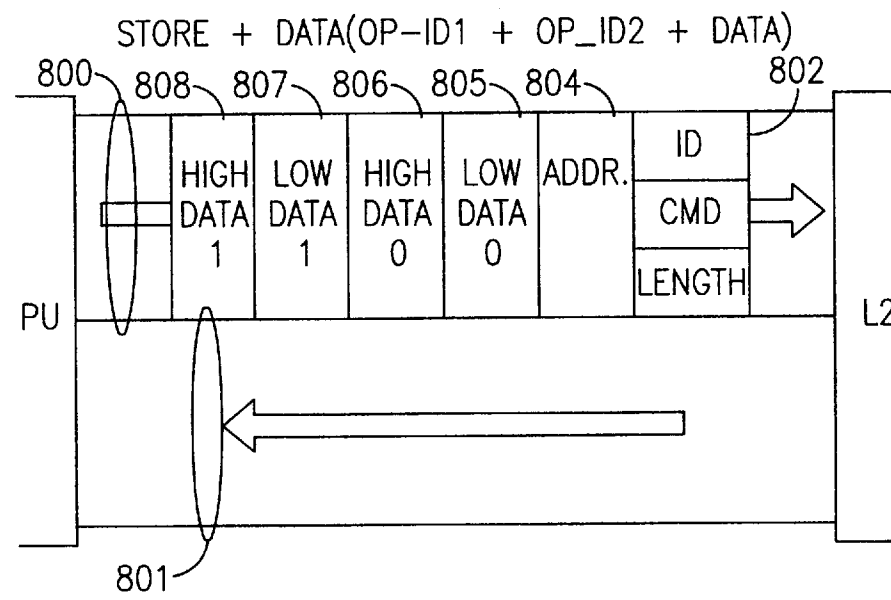 STORE + DATA(OP-ID1 + OP_ID2 + DATA)
800 808 807 806 805 804 802
HIGH DATA 1
LOW DATA 1
HIGH DATA 0
LOW DATA 0
ADDR.
ID
CMD
LENGTH
PU
L2
801